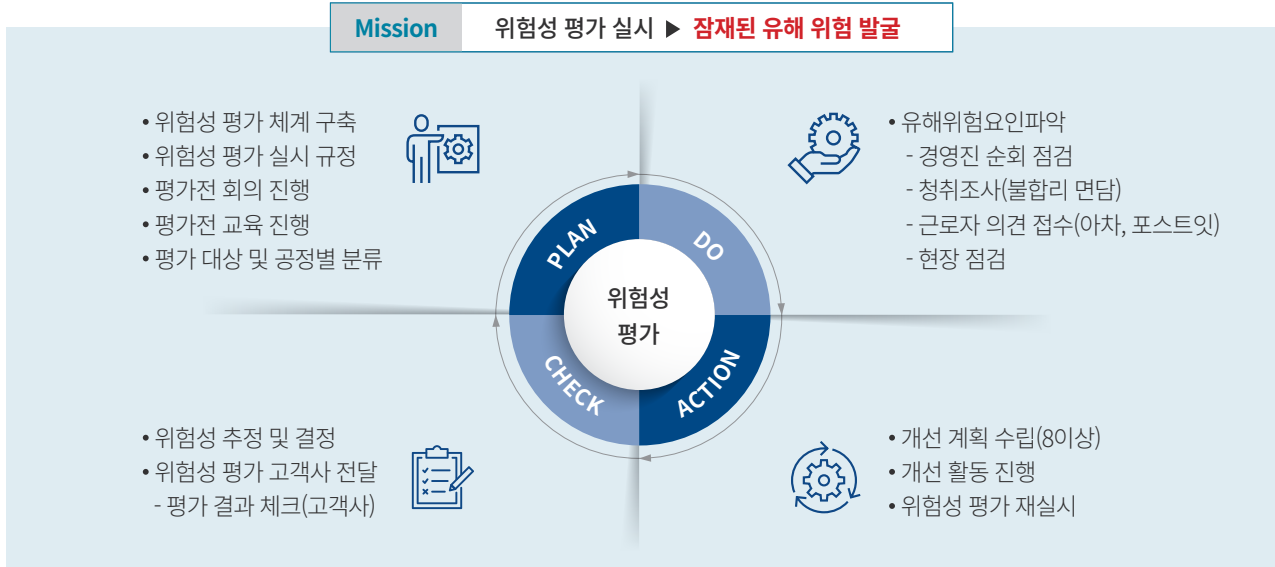 Mission 위험성 평가 실시 ▶ 잠재된 유해 위험 발굴
• 위험성 평가 체계 구축
• 위험성 평가 실시 규정
• 평가전 회의 진행
• 평가전 교육 진행
• 평가 대상 및 공정별 분류
• 유해위험요인파악
- 경영진 순회 점검
- 청취조사(불합리 면담)
- 근로자 의견 접수(아차, 포스트잇)
- 현장 점검
PLAN
DO
위험성
평가
CHECK
ACTION
• 위험성 추정 및 결정
• 위험성 평가 고객사 전달
- 평가 결과 체크(고객사)
• 개선 계획 수립(8이상)
• 개선 활동 진행
• 위험성 평가 재실시